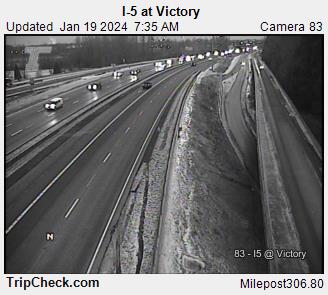 I-5 at Victory
Updated  Jan 19 2024  7:35 AM
Camera 83
N
83 - I5 @ Victory
TripCheck.com
Milepost306.80